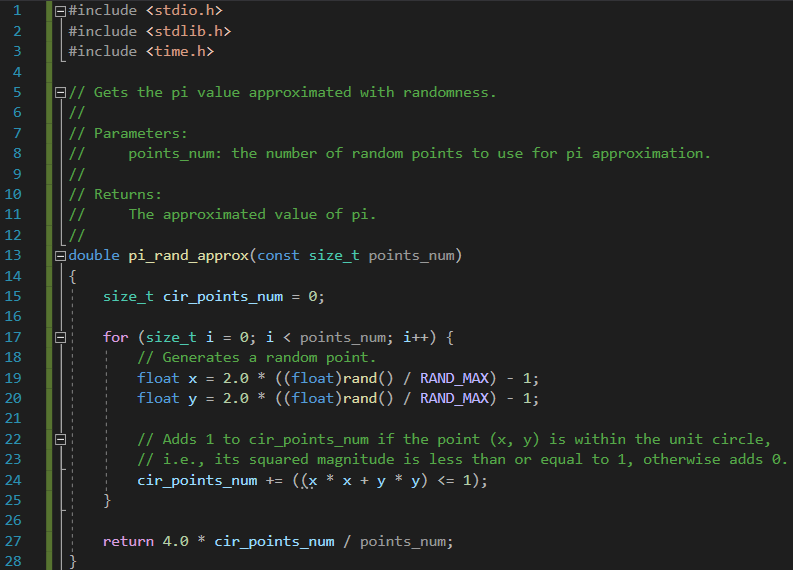 1 #include <stdio.h>
2 #include <stdlib.h>
3 #include <time.h>
4
5 // Gets the pi value approximated with randomness.
6 //
7 // Parameters:
8 //     points_num: the number of random points to use for pi approximation.
9 //
10 // Returns:
11 //     The approximated value of pi.
12 //
13 double pi_rand_approx(const size_t points_num)
14 {
15     size_t cir_points_num = 0;
16
17     for (size_t i = 0; i < points_num; i++) {
18         // Generates a random point.
19         float x = 2.0 * ((float)rand() / RAND_MAX) - 1;
20         float y = 2.0 * ((float)rand() / RAND_MAX) - 1;
21
22         // Adds 1 to cir_points_num if the point (x, y) is within the unit circle,
23         // i.e., its squared magnitude is less than or equal to 1, otherwise adds 0.
24         cir_points_num += ((x * x + y * y) <= 1);
25     }
26
27     return 4.0 * cir_points_num / points_num;
28 }